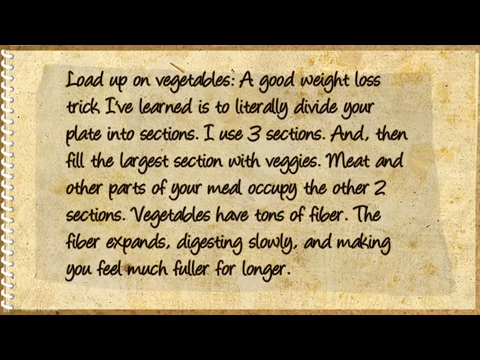 Load up on vegetables: A good weight loss
trick I've learned is to literally divide your
plate into sections. I use 3 sections. And, then
fill the largest section with veggies. Meat and
other parts of your meal occupy the other 2
sections. Vegetables have tons of fiber. The
fiber expands, digesting slowly, and making
you feel much fuller for longer.